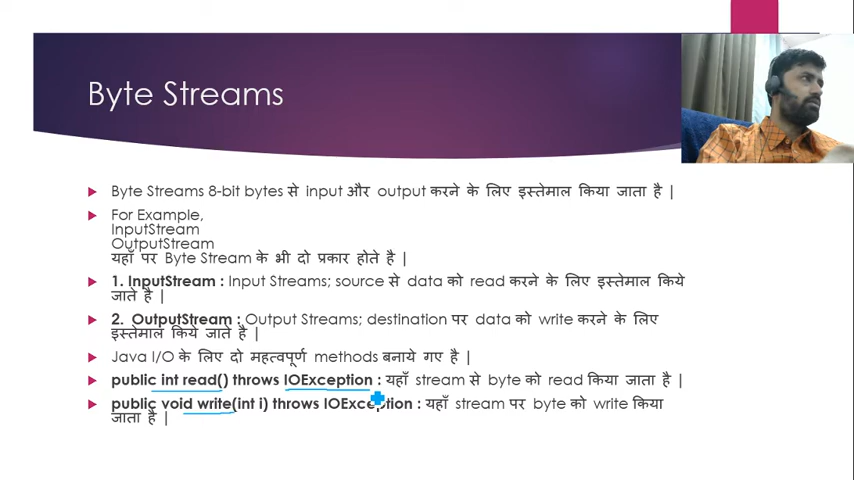 Byte Streams
Byte Streams 8-bit bytes से input और output करने के लिए इस्तेमाल किया जाता है |
For Example,
InputStream
OutputStream
यहाँ पर Byte Stream के भी दो प्रकार होते है |
1. InputStream : Input Streams; source से data को read करने के लिए इस्तेमाल किये
जाते है |
2. OutputStream : Output Streams; destination पर data को write करने के लिए
इस्तेमाल किये जाते है |
Java I/O के लिए दो महत्वपूर्ण methods बनाये गए है |
public int read() throws IOException : यहाँ stream से byte को read किया जाता है |
public void write(int i) throws IOException : यहाँ stream पर byte को write किया
जाता है |